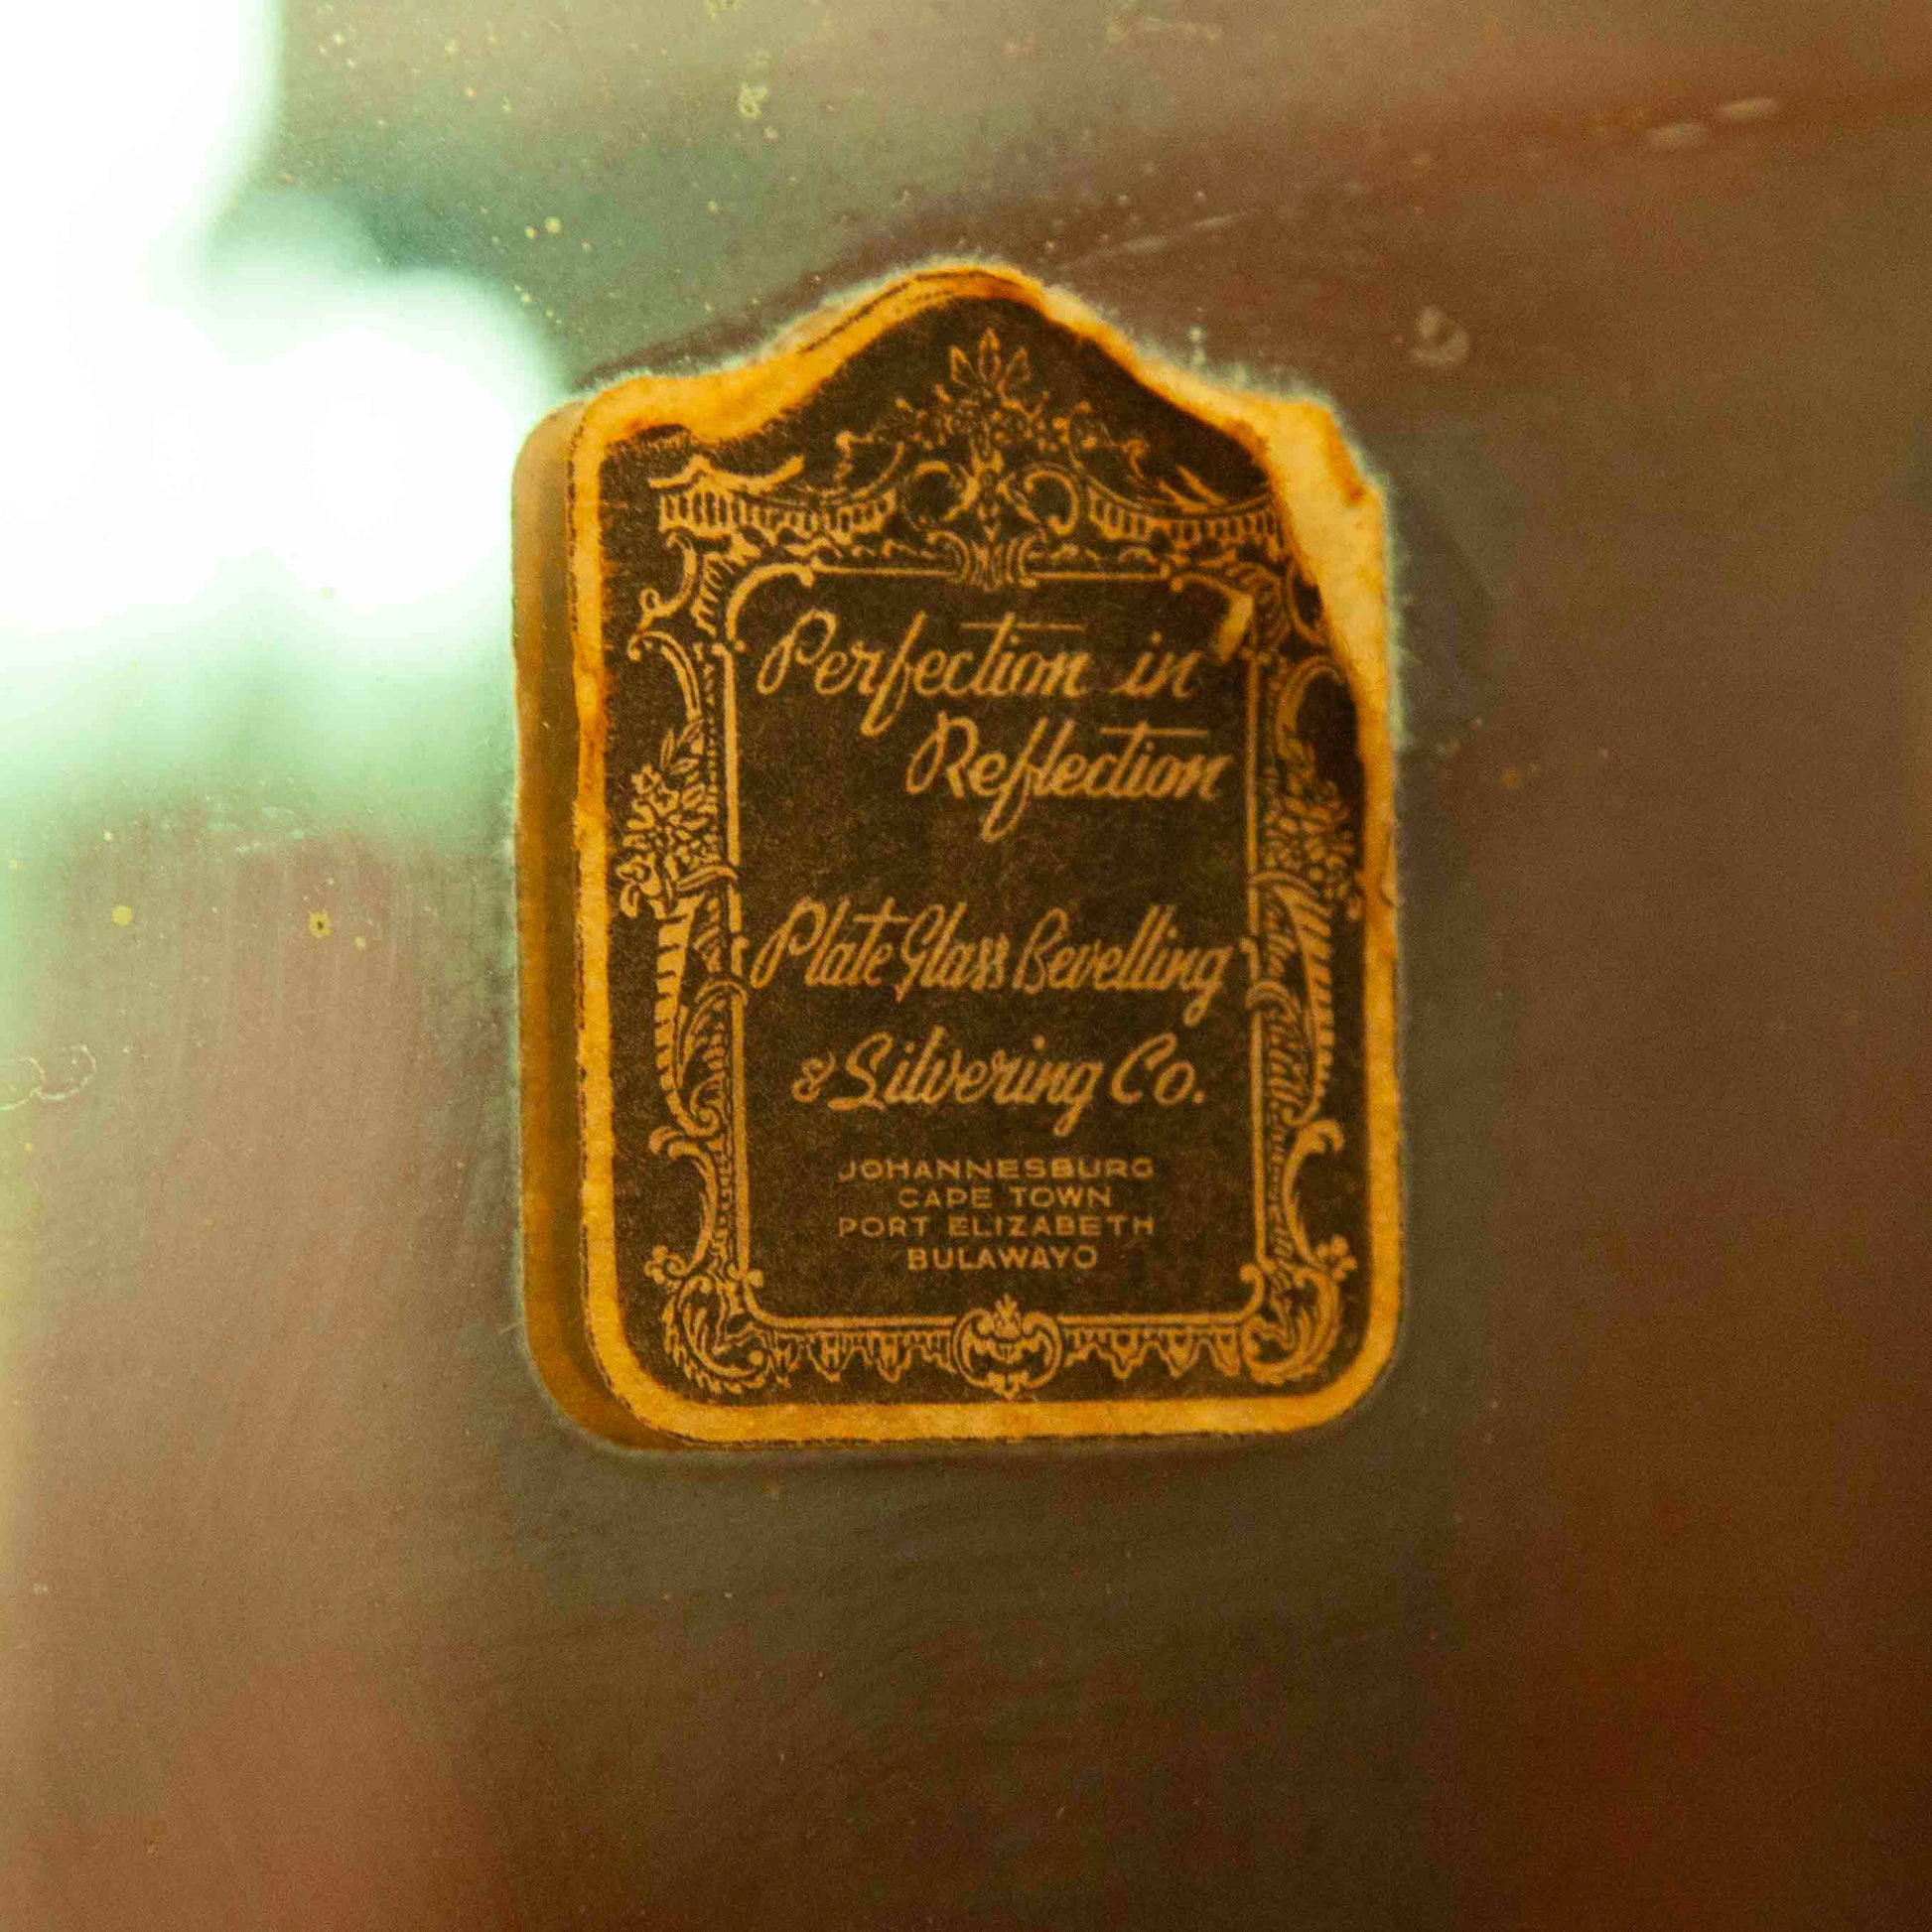 Perfection in
Reflection
Plate Glass Bevelling
& Silvering Co.
JOHANNESBURG
CAPE TOWN
PORT ELIZABETH
BULAWAYO